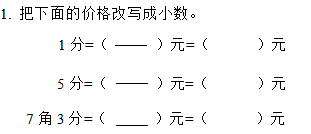 1. 把下面的价格改写成小数。
1 分=（ —— ）元=（        ）元
5 分=（ —— ）元=（        ）元
7 角 3 分=（ ____ ）元=（        ）元